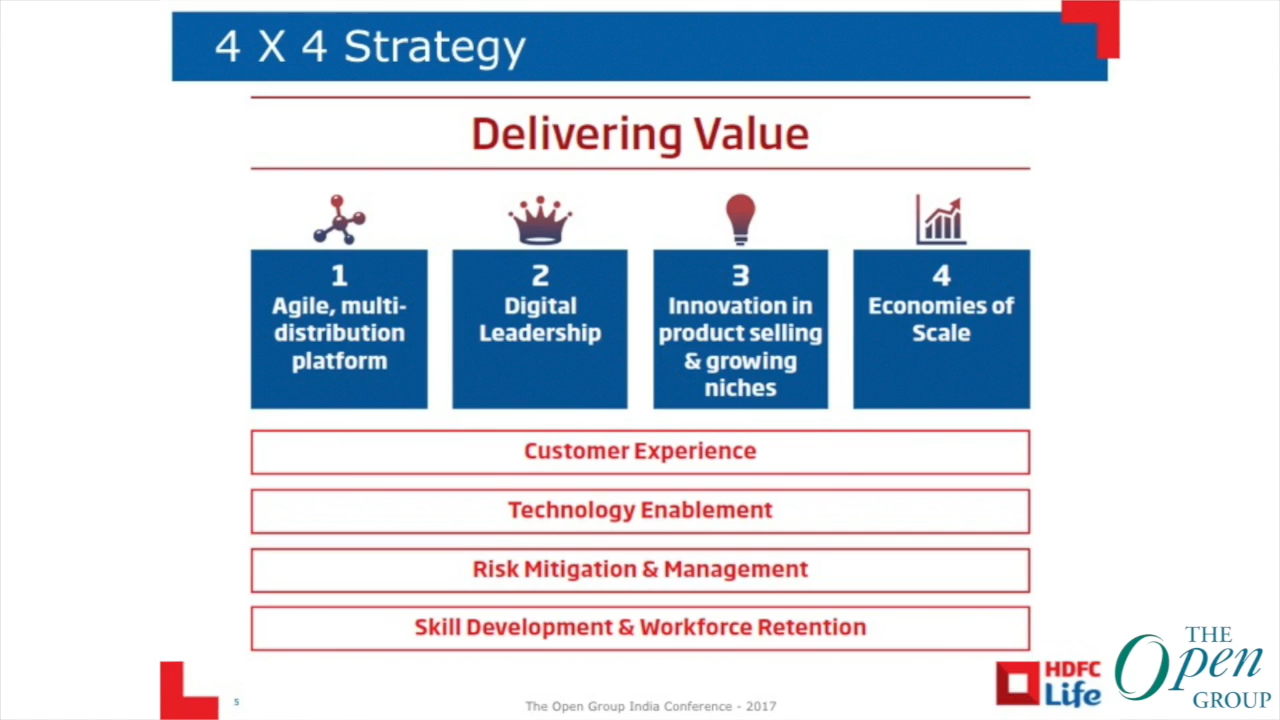 4 X 4 Strategy
Delivering Value
1
Agile, multi-
distribution
platform
2
Digital
Leadership
3
Innovation in
product selling
& growing
niches
4
Economies of
Scale
Customer Experience
Technology Enablement
Risk Mitigation & Management
Skill Development & Workforce Retention
5
The Open Group India Conference - 2017
HDFC
Life
THE
Open
GROUP